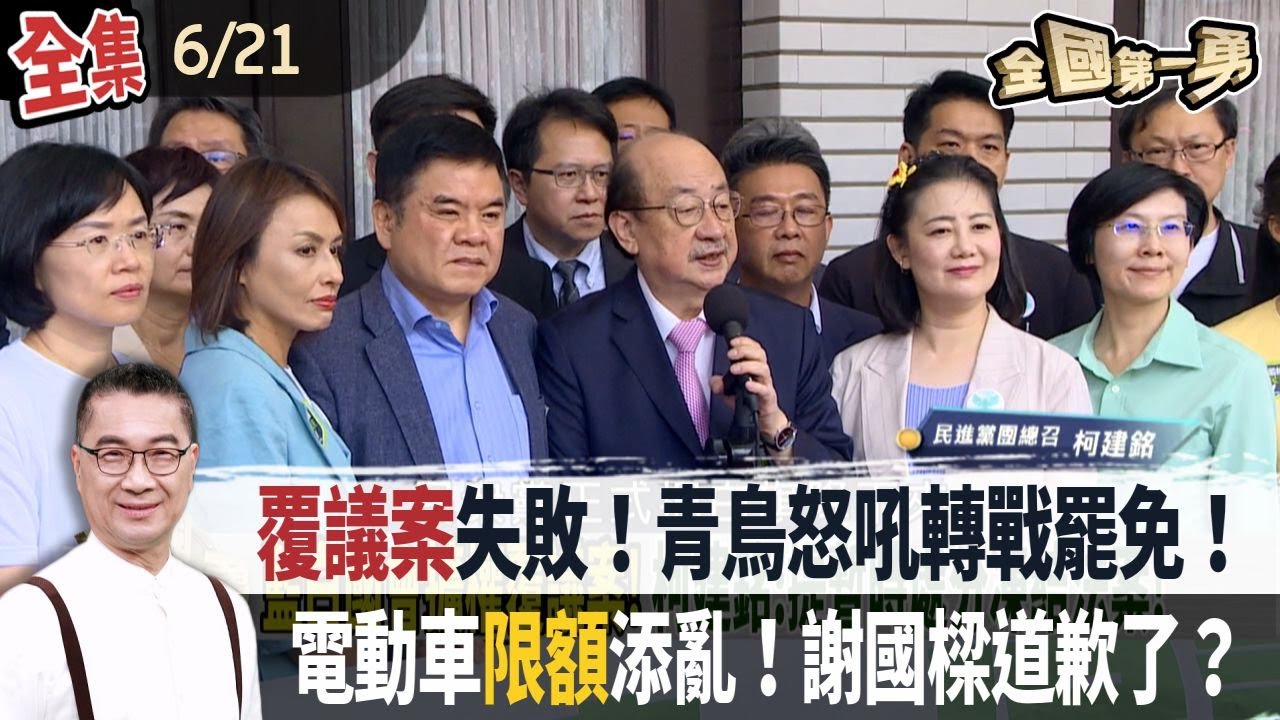 全集 6/21
全國第一勇
民進黨團總召 柯建銘
覆議案失敗！青鳥怒吼轉戰罷免！
電動車限額添亂！謝國樑道歉了？